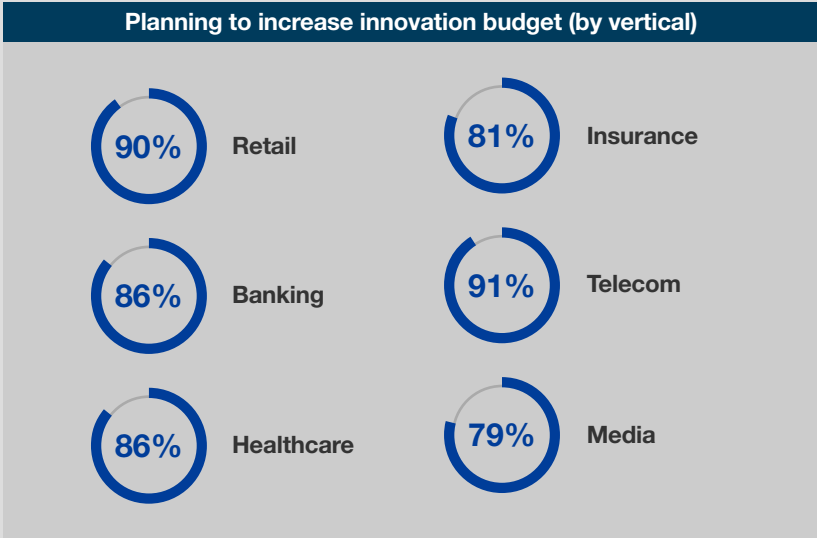 Planning to increase innovation budget (by vertical)
90% Retail
81% Insurance
86% Banking
91% Telecom
86% Healthcare
79% Media